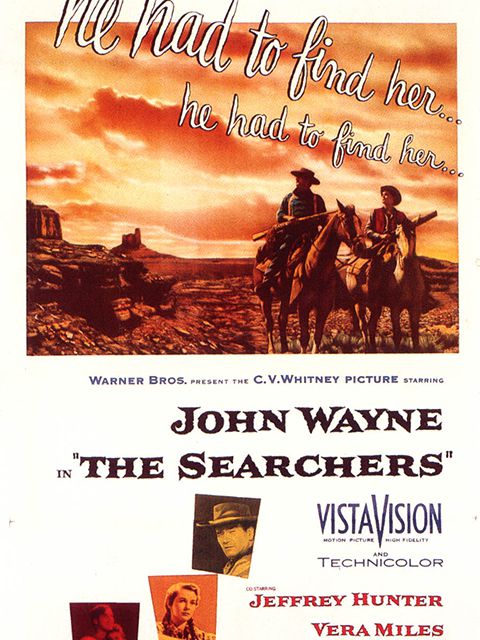 he had to find her...
he had to find her...
WARNER BROS. PRESENT THE C.V. WHITNEY PICTURE STARRING
JOHN WAYNE
IN "THE SEARCHERS"
VISTAVISION
MOTION PICTURE HIGH FIDELITY
AND
TECHNICOLOR
CO-STARRING
JEFFREY HUNTER
VERA MILES